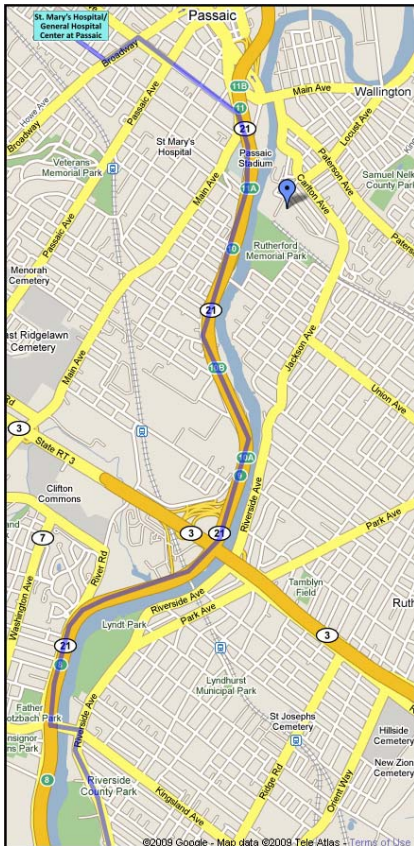 St. Mary's Hospital/
General Hospital
Center at Passaic
Passaic
Broadway
Howe Ave
Broadway
Passaic Ave
11B
11
Main Ave
Wallington
21
Locust Ave
St Mary's
Hospital
Passaic
Stadium
Paterson Ave
Veterans
Memorial Park
Main Ave
11A
Carlton Ave
Samuel Nelk
County Park
Passaic Ave
Rutherford
Memorial Park
Menorah
Cemetery
21
Jackson Ave
East Ridgelawn
Cemetery
Main Ave
Union Ave
Rd
3
State RT 3
10A
Riverside Ave
Clifton
Commons
3
21
Park Ave
7
River Rd
Washington Ave
Riverside Ave
Park Ave
Tamblyn
Field
Lyndt Park
3
21
Lyndhurst
Municipal Park
Father
St Josephs
Cemetery
Hillside
Cemetery
Riverside Ave
New Zion
Cemetery
8
Riverside
County Park
Kingsland Ave
Ridge Rd
Orient Way
©2009 Google - Map data ©2009 Tele Atlas - Terms of Use